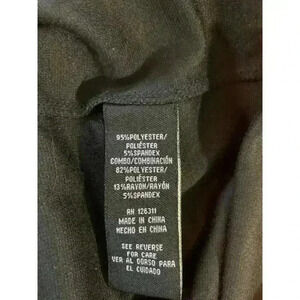 95%POLYESTER/
POLIÉSTER
5%SPANDEX
COMBO/COMBINACIÓN
82%POLYESTER/
POLIÉSTER
13%RAYON/RAYÓN
5%SPANDEX
RN 126311
MADE IN CHINA
HECHO EN CHINA
SEE REVERSE
FOR CARE
VER AL DORSO PARA
EL CUIDADO